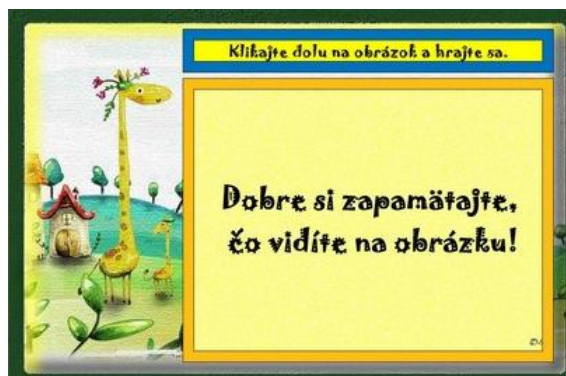 Klikajte dolu na obrázok a hrajte sa.
Dobre si zapamätajte,
čo vidíte na obrázku!